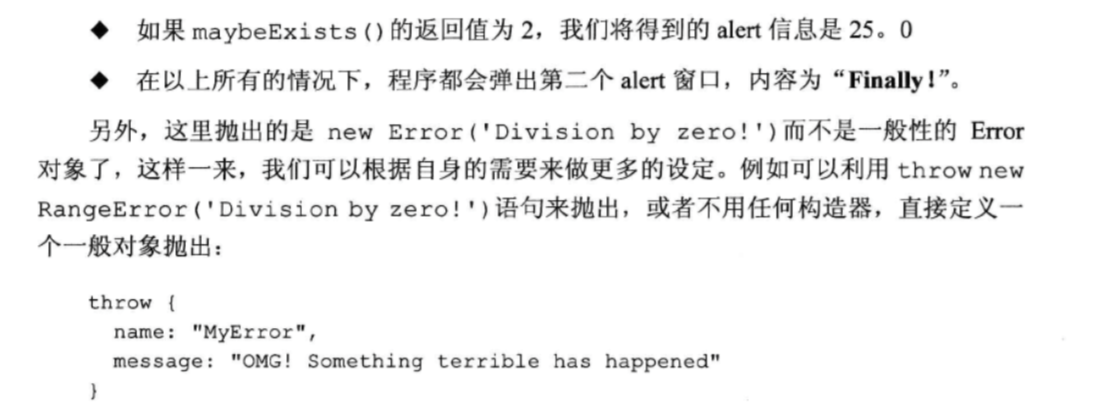 ◆ 如果 maybeExists()的返回值为 2，我们将得到的 alert 信息是 25。0
◆ 在以上所有的情况下，程序都会弹出第二个 alert 窗口，内容为“Finally!”。
另外，这里抛出的是 new Error('Division by zero!')而不是一般性的 Error
对象了，这样一来，我们可以根据自身的需要来做更多的设定。例如可以利用 throw new
RangeError('Division by zero!')语句来抛出，或者不用任何构造器，直接定义一
个一般对象抛出：
throw {
name: "MyError",
message: "OMG! Something terrible has happened"
}